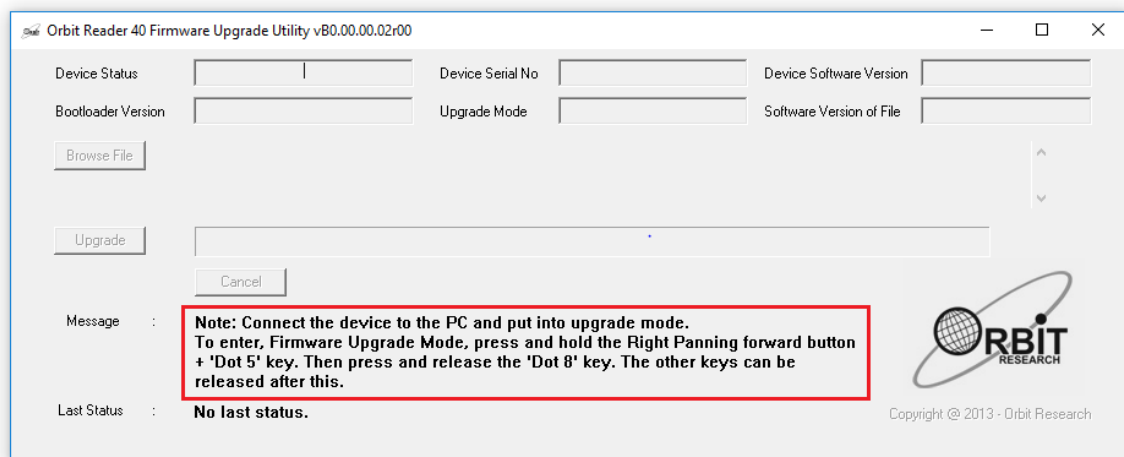 Orbit Reader 40 Firmware Upgrade Utility vB0.00.00.02r00
Device Status
Device Serial No
Device Software Version
Bootloader Version
Upgrade Mode
Software Version of File
Browse File
Upgrade
Cancel
Message :
Note: Connect the device to the PC and put into upgrade mode.
To enter, Firmware Upgrade Mode, press and hold the Right Panning forward button
+ 'Dot 5' key. Then press and release the 'Dot 8' key. The other keys can be
released after this.
ORBIT
RESEARCH
Last Status : No last status.
Copyright @ 2013 - Orbit Research